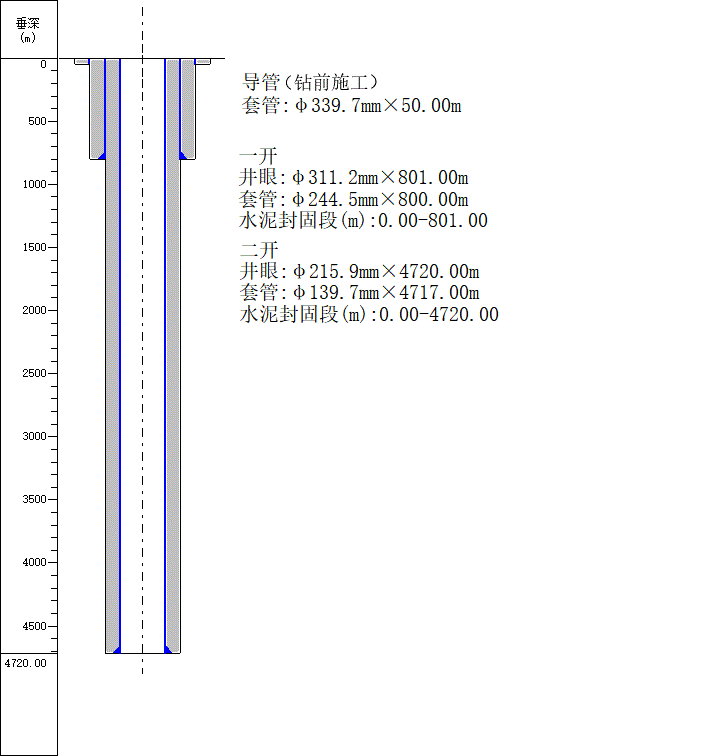 垂深
(m)
0
500
1000
1500
2000
2500
3000
3500
4000
4500
4720.00
导管(钻前施工)
套管:φ339.7mm×50.00m
一开
井眼:φ311.2mm×801.00m
套管:φ244.5mm×800.00m
水泥封固段(m):0.00-801.00
二开
井眼:φ215.9mm×4720.00m
套管:φ139.7mm×4717.00m
水泥封固段(m):0.00-4720.00